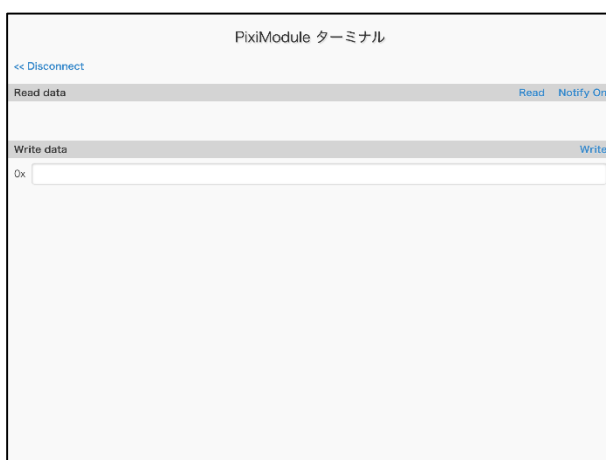 PixiModule ターミナル
<< Disconnect
Read data Read Notify On
Write data Write
0x